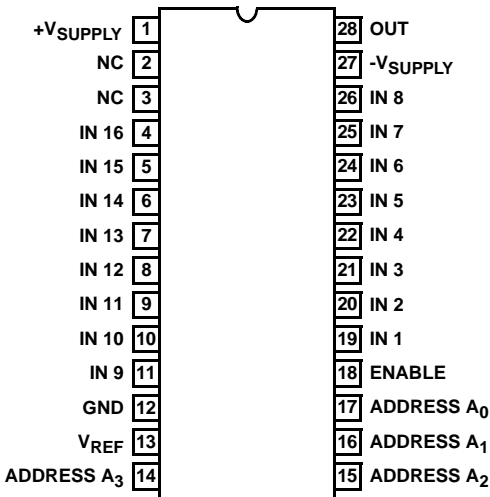 +VSUPPLY 1 28 OUT
NC 2 27 -VSUPPLY
NC 3 26 IN 8
IN 16 4 25 IN 7
IN 15 5 24 IN 6
IN 14 6 23 IN 5
IN 13 7 22 IN 4
IN 12 8 21 IN 3
IN 11 9 20 IN 2
IN 10 10 19 IN 1
IN 9 11 18 ENABLE
GND 12 17 ADDRESS A0
VREF 13 16 ADDRESS A1
ADDRESS A3 14 15 ADDRESS A2